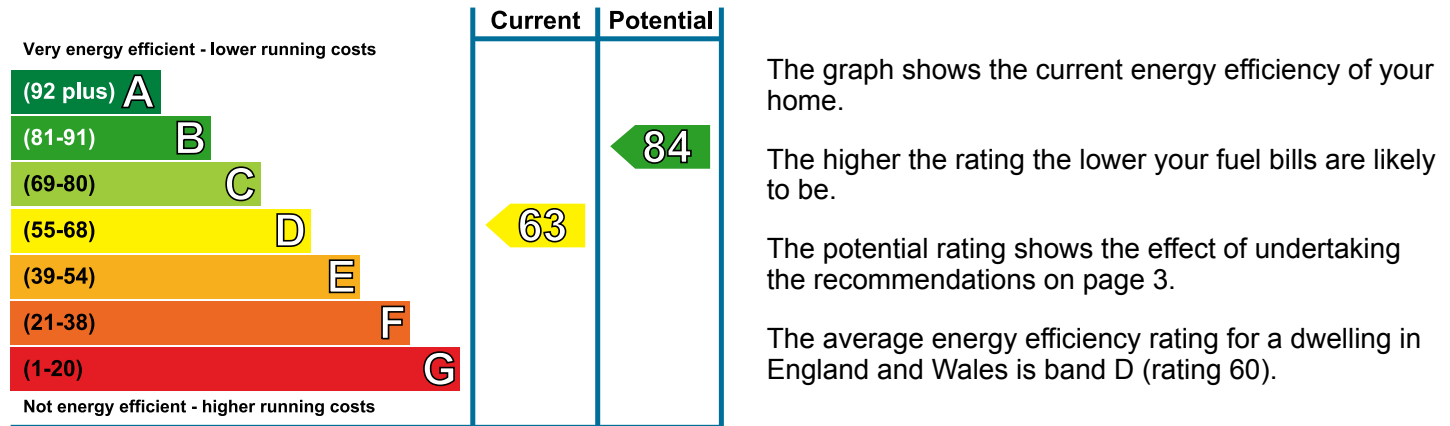 Current Potential
Very energy efficient - lower running costs
(92 plus) A
(81-91) B
84
(69-80) C
(55-68) D
63
(39-54) E
(21-38) F
(1-20) G
Not energy efficient - higher running costs
The graph shows the current energy efficiency of your
home.
The higher the rating the lower your fuel bills are likely
to be.
The potential rating shows the effect of undertaking
the recommendations on page 3.
The average energy efficiency rating for a dwelling in
England and Wales is band D (rating 60).